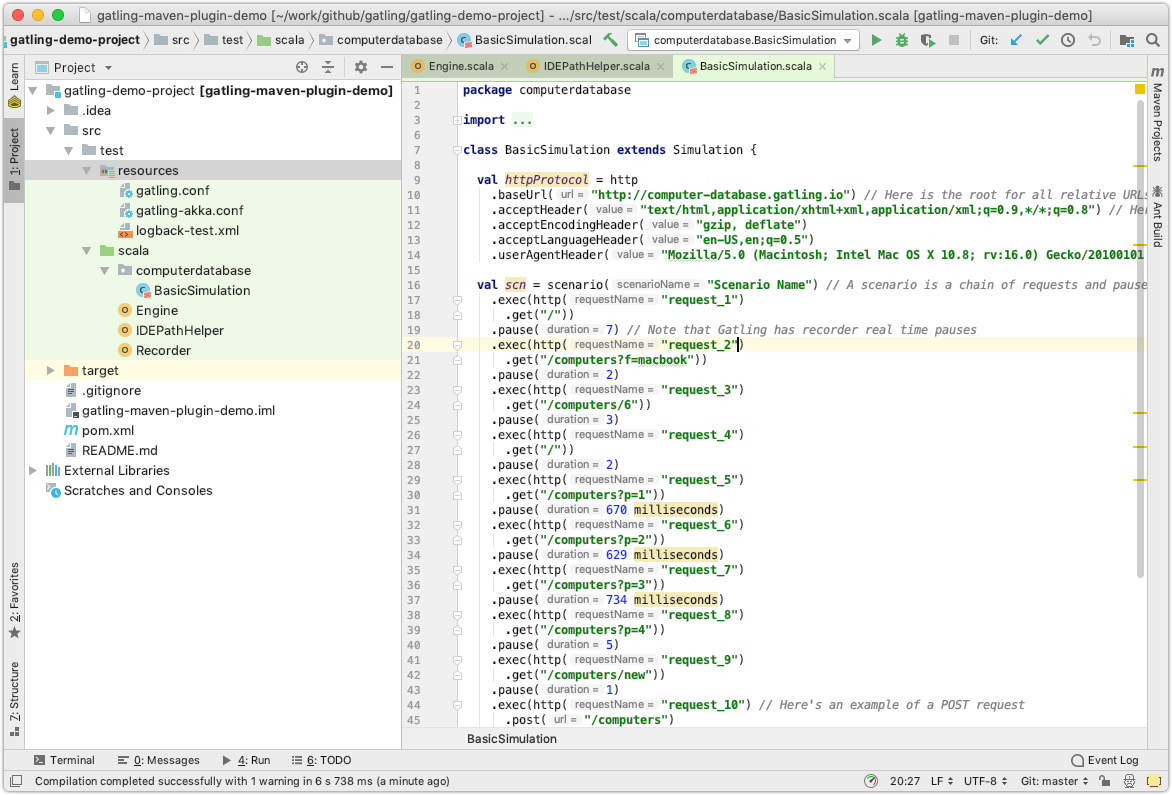 gatling-maven-plugin-demo [~/work/github/gatling/gatling-demo-project] - .../src/test/scala/computerdatabase/BasicSimulation.scala [gatling-maven-plugin-demo]
gatling-demo-project src test scala computerdatabase BasicSimulation.scal computerdatabase.BasicSimulation Git:
Learn
1: Project
2: Favorites
7: Structure
Project
gatling-demo-project [gatling-maven-plugin-demo]
.idea
src
test
resources
gatling.conf
gatling-akka.conf
logback-test.xml
scala
computerdatabase
BasicSimulation
Engine
IDEPathHelper
Recorder
target
.gitignore
gatling-maven-plugin-demo.iml
pom.xml
README.md
External Libraries
Scratches and Consoles
Engine.scala IDEPathHelper.scala BasicSimulation.scala
1 package computerdatabase
2
3 import ...
6
7 class BasicSimulation extends Simulation {
8
9 val httpProtocol = http
10 .baseUrl( url = "http://computer-database.gatling.io") // Here is the root for all relative URLs
11 .acceptHeader( value = "text/html,application/xhtml+xml,application/xml;q=0.9,*/*;q=0.8") // He
12 .acceptEncodingHeader( value = "gzip, deflate")
13 .acceptLanguageHeader( value = "en-US,en;q=0.5")
14 .userAgentHeader( value = "Mozilla/5.0 (Macintosh; Intel Mac OS X 10.8; rv:16.0) Gecko/20100101
15
16 val scn = scenario( scenarioName = "Scenario Name") // A scenario is a chain of requests and pause
17 .exec(http( requestName = "request_1")
18 .get("/"))
19 .pause( duration = 7) // Note that Gatling has recorder real time pauses
20 .exec(http( requestName = "request_2")
21 .get("/computers?f=macbook"))
22 .pause( duration = 2)
23 .exec(http( requestName = "request_3")
24 .get("/computers/6"))
25 .pause( duration = 3)
26 .exec(http( requestName = "request_4")
27 .get("/"))
28 .pause( duration = 2)
29 .exec(http( requestName = "request_5")
30 .get("/computers?p=1"))
31 .pause( duration = 670 milliseconds)
32 .exec(http( requestName = "request_6")
33 .get("/computers?p=2"))
34 .pause( duration = 629 milliseconds)
35 .exec(http( requestName = "request_7")
36 .get("/computers?p=3"))
37 .pause( duration = 734 milliseconds)
38 .exec(http( requestName = "request_8")
39 .get("/computers?p=4"))
40 .pause( duration = 5)
41 .exec(http( requestName = "request_9")
42 .get("/computers/new"))
43 .pause( duration = 1)
44 .exec(http( requestName = "request_10") // Here's an example of a POST request
45 .post( url = "/computers")
BasicSimulation
Maven Projects
Ant Build
Terminal 0: Messages 4: Run 6: TODO Event Log
Compilation completed successfully with 1 warning in 6 s 738 ms (a minute ago) 20:27 LF UTF-8 Git: master